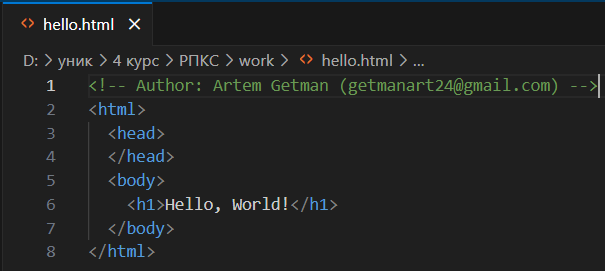 hello.html
D: > уник > 4 курс > РПКС > work > hello.html > ...
1 <!-- Author: Artem Getman (getmanart24@gmail.com) -->
2 <html>
3   <head>
4   </head>
5   <body>
6     <h1>Hello, World!</h1>
7   </body>
8 </html>